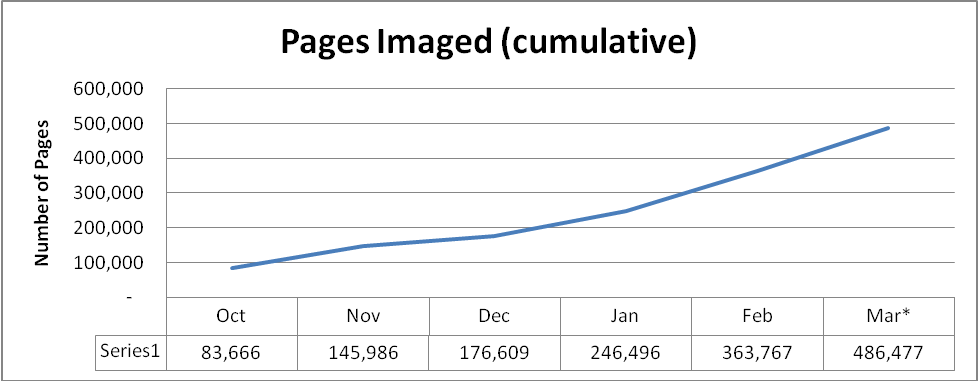 Pages Imaged (cumulative)
Number of Pages
600,000
500,000
400,000
300,000
200,000
100,000
-
Oct Nov Dec Jan Feb Mar*
Series1 83,666 145,986 176,609 246,496 363,767 486,477